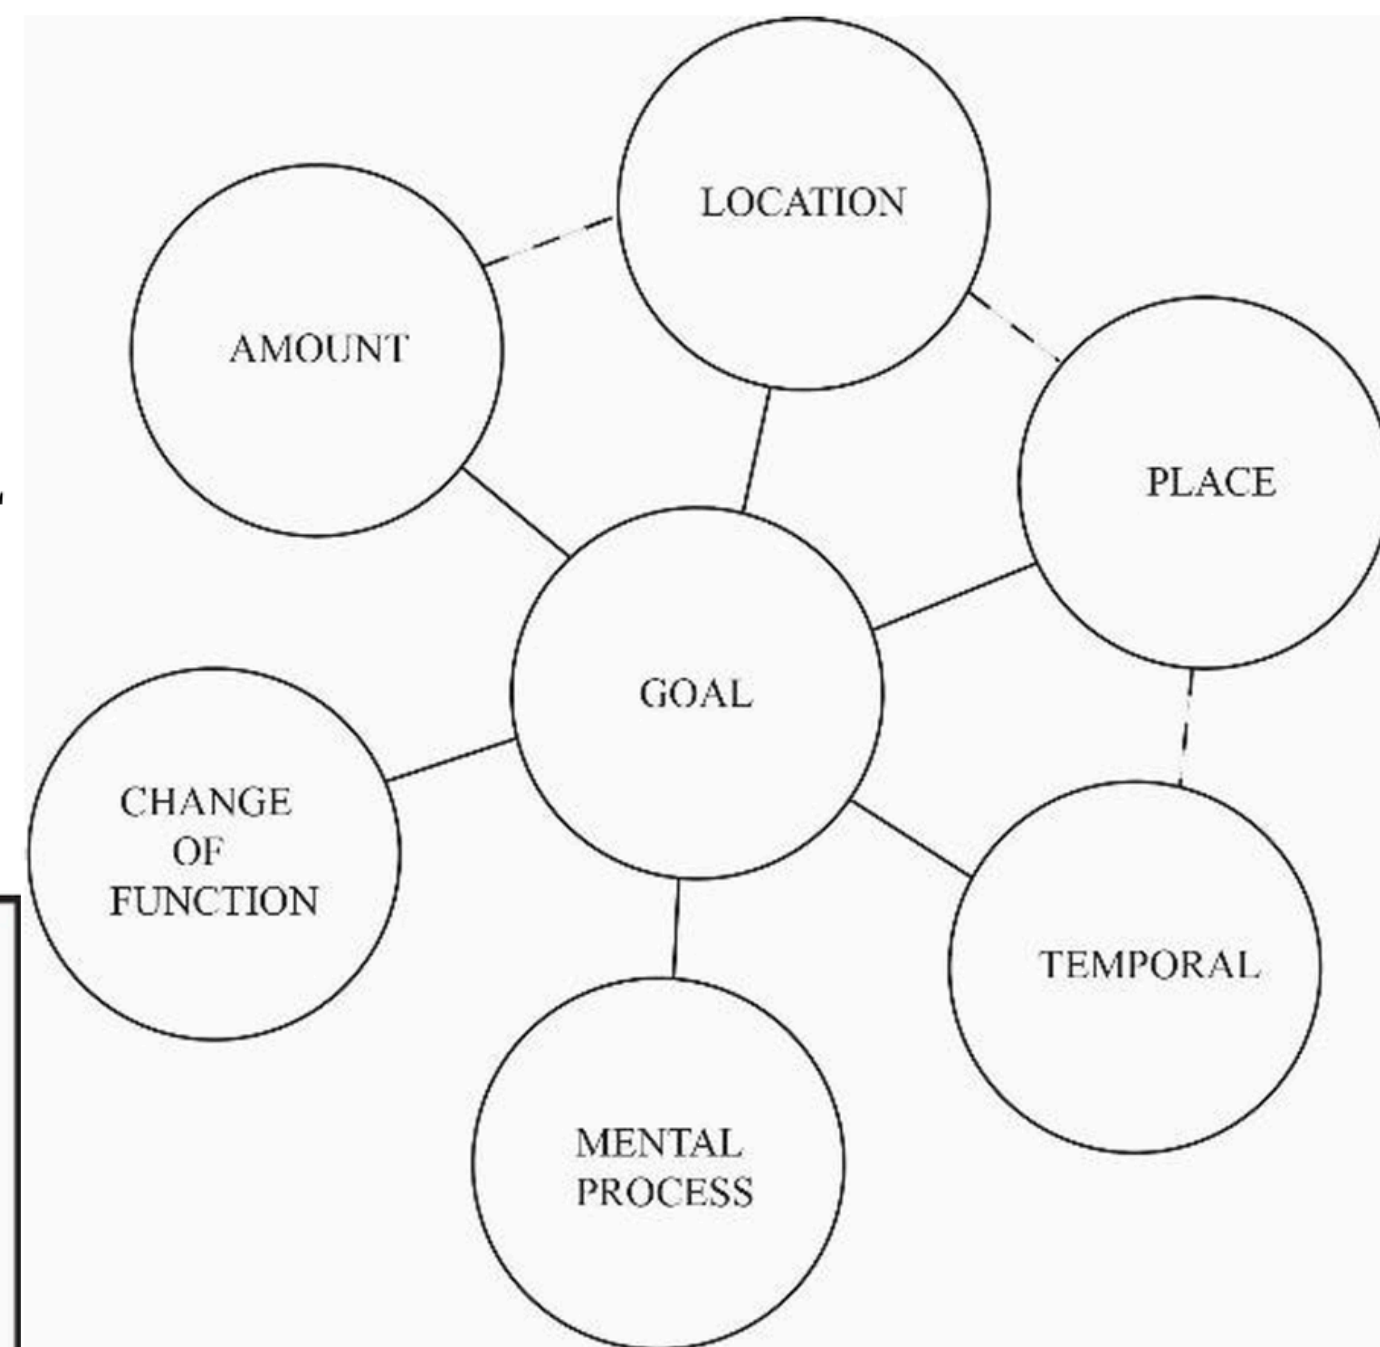 LOCATION
AMOUNT
PLACE
GOAL
CHANGE
OF
FUNCTION
TEMPORAL
MENTAL
PROCESS